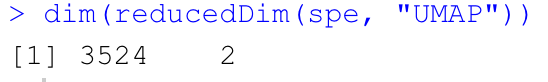 > dim(reducedDim(spe, "UMAP"))
[1] 3524    2